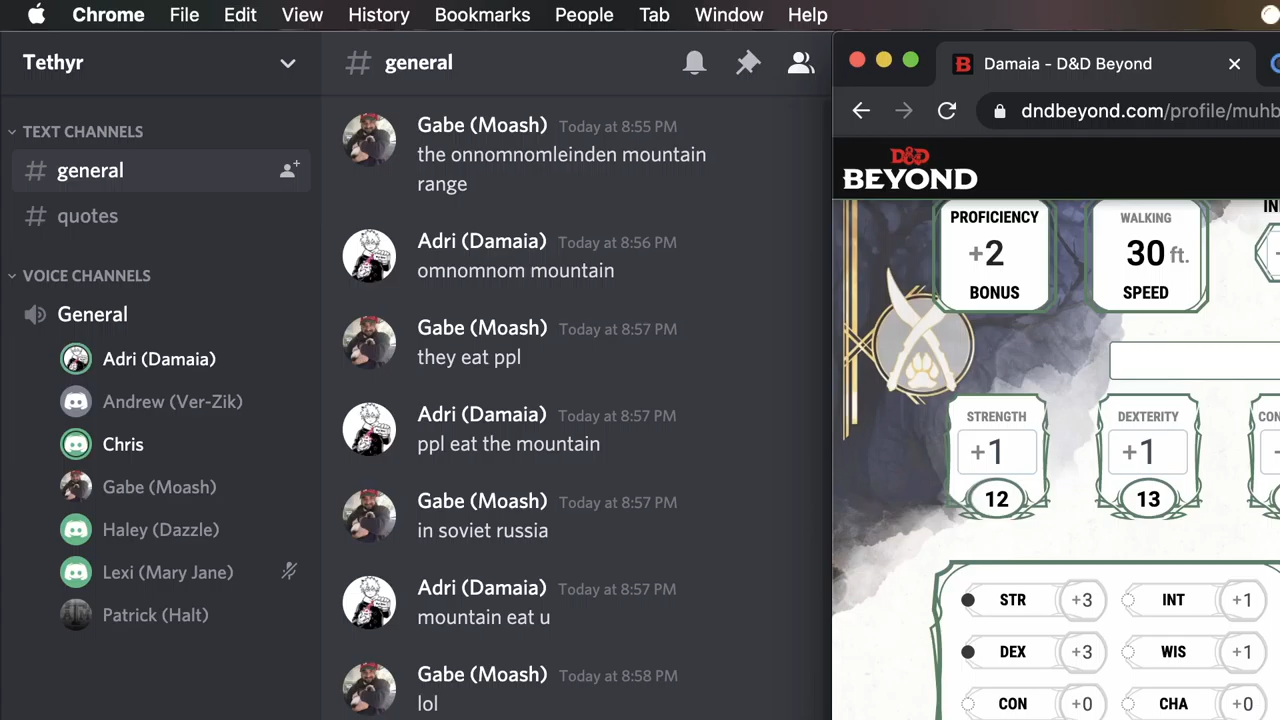 Chrome File Edit View History Bookmarks People Tab Window Help
Tethyr
TEXT CHANNELS
# general
# quotes
VOICE CHANNELS
General
Adri (Damaia)
Andrew (Ver-Zik)
Chris
Gabe (Moash)
Haley (Dazzle)
Lexi (Mary Jane)
Patrick (Halt)
# general
Gabe (Moash) Today at 8:55 PM
the onnomnomleinden mountain
range
Adri (Damaia) Today at 8:56 PM
omnomnom mountain
Gabe (Moash) Today at 8:57 PM
they eat ppl
Adri (Damaia) Today at 8:57 PM
ppl eat the mountain
Gabe (Moash) Today at 8:57 PM
in soviet russia
Adri (Damaia) Today at 8:57 PM
mountain eat u
Gabe (Moash) Today at 8:58 PM
lol
Damaia - D&D Beyond
dndbeyond.com/profile/muhb
D&D
BEYOND
PROFICIENCY
+2
BONUS
WALKING
30 ft.
SPEED
IN
STRENGTH
+1
12
DEXTERITY
+1
13
CON
STR +3 INT +1
DEX +3 WIS +1
CON +0 CHA +0